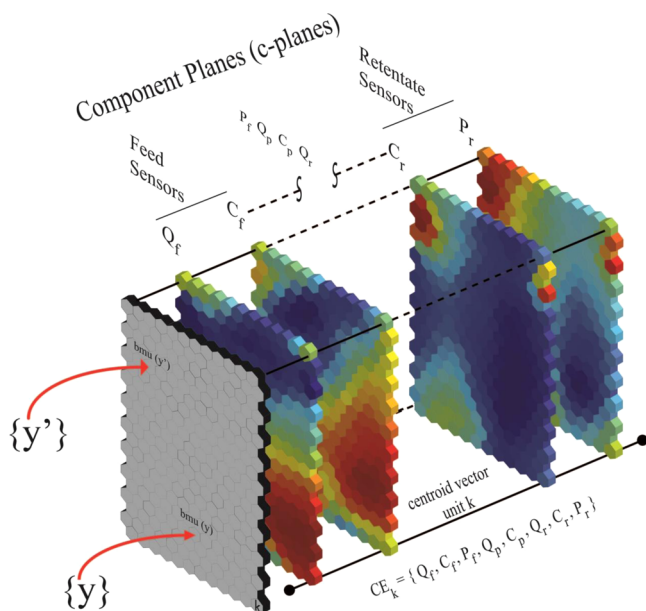 Component Planes (c-planes)
Retentate
Sensors
Feed
Sensors
P_f Q_p C_p Q_r
P_r
C_r
C_f
Q_f
bmu (y')
{y'}
bmu (y)
{y}
k
centroid vector
unit k
CE_k = { Q_f, C_f, P_f, Q_p, C_p, Q_r, C_r, P_r }